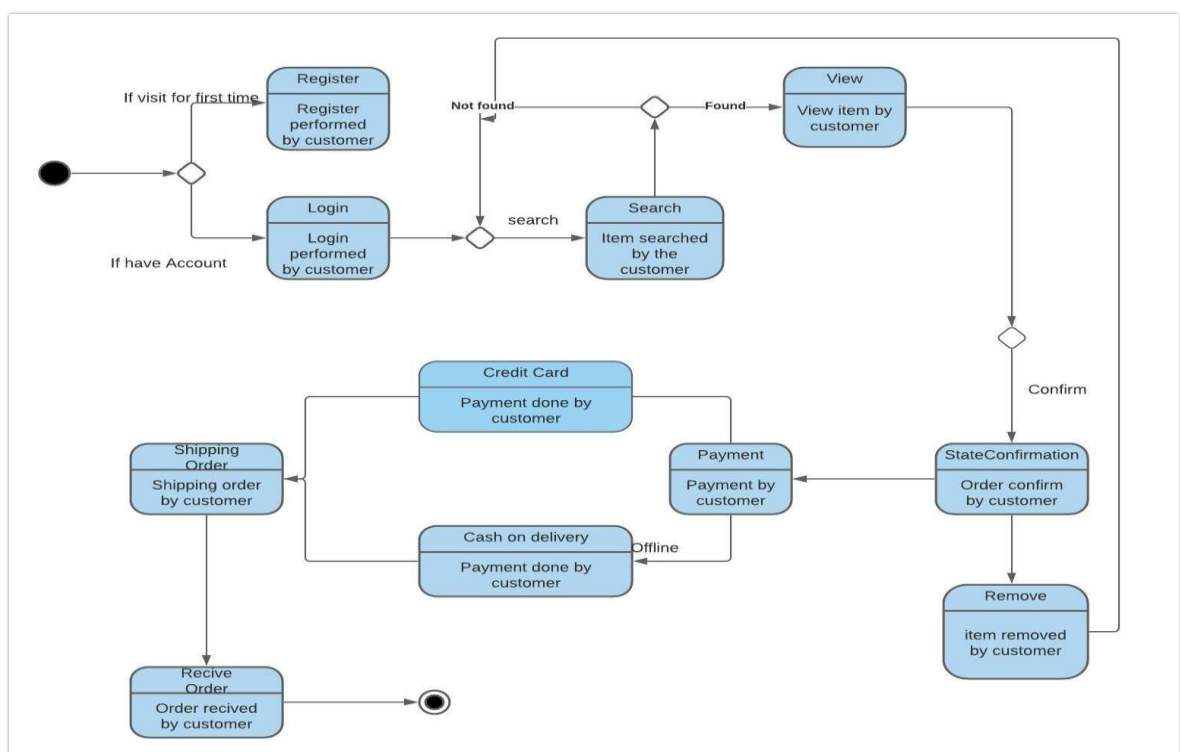 If visit for first time
Register
Register
performed
by customer
Not found
Found
View
View item by
customer
Login
Login
performed
by customer
If have Account
search
Search
Item searched
by the
customer
Confirm
Credit Card
Payment done by
customer
Shipping
Order
Shipping order
by customer
Payment
Payment by
customer
StateConfirmation
Order confirm
by customer
Cash on delivery
Payment done by
customer
Offline
Remove
item removed
by customer
Recive
Order
Order recived
by customer